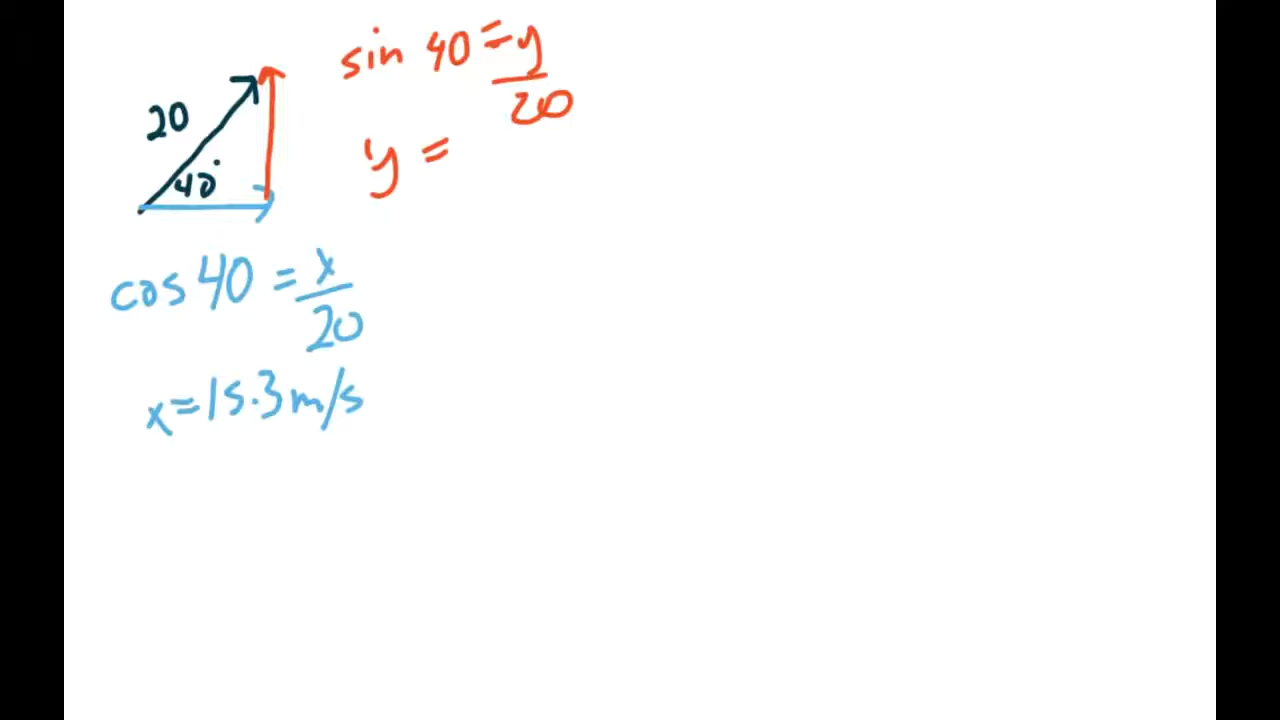 20
40°
sin 40 = y/20
y =
cos 40 = x/20
x = 15.3 m/s